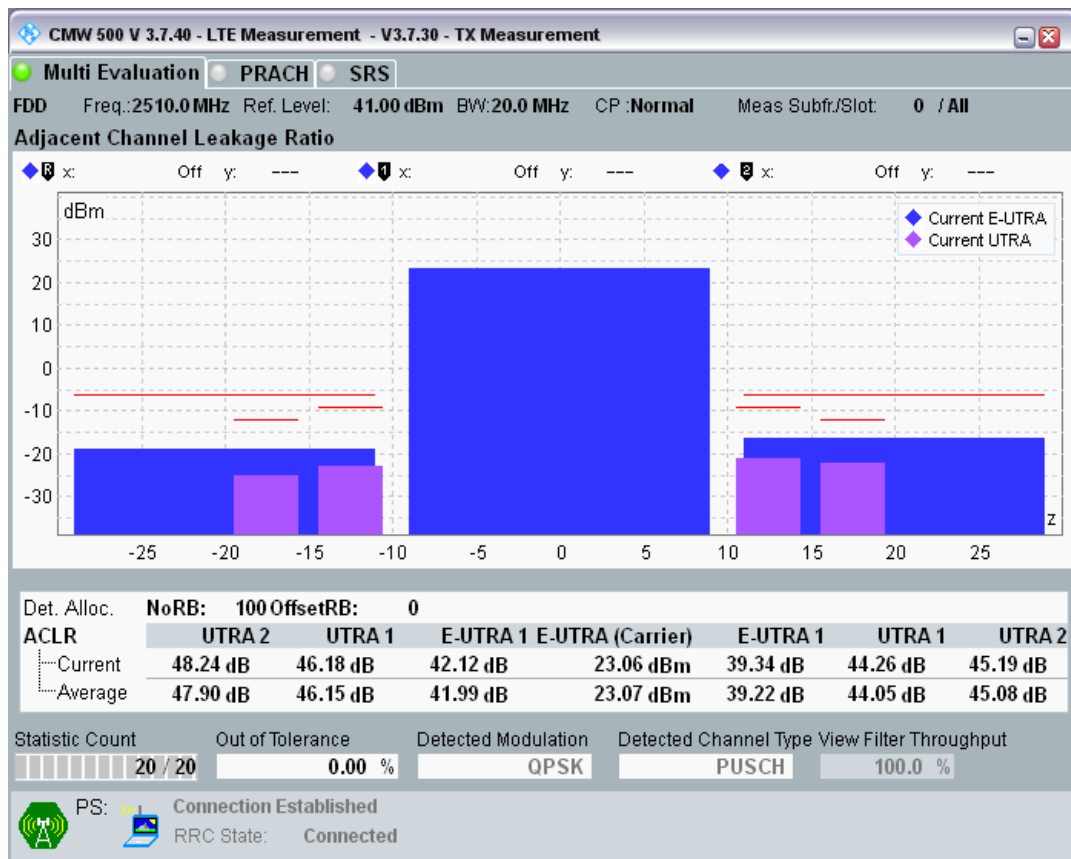 CMW 500 V 3.7.40 - LTE Measurement - V3.7.30 - TX Measurement
Multi Evaluation PRACH SRS
FDD Freq.:2510.0 MHz Ref. Level: 41.00 dBm BW:20.0 MHz CP :Normal Meas Subfr./Slot: 0 / All
Adjacent Channel Leakage Ratio
R x: Off y: --- 1 x: Off y: --- 2 x: Off y: ---
dBm
Current E-UTRA
Current UTRA
30
20
10
0
-10
-20
-30
z
-25 -20 -15 -10 -5 0 5 10 15 20 25
Det. Alloc. NoRB: 100 OffsetRB: 0
ACLR UTRA 2 UTRA 1 E-UTRA 1 E-UTRA (Carrier) E-UTRA 1 UTRA 1 UTRA 2
Current 48.24 dB 46.18 dB 42.12 dB 23.06 dBm 39.34 dB 44.26 dB 45.19 dB
Average 47.90 dB 46.15 dB 41.99 dB 23.07 dBm 39.22 dB 44.05 dB 45.08 dB
Statistic Count Out of Tolerance Detected Modulation Detected Channel Type View Filter Throughput
20 / 20 0.00 % QPSK PUSCH 100.0 %
PS: Connection Established
RRC State: Connected